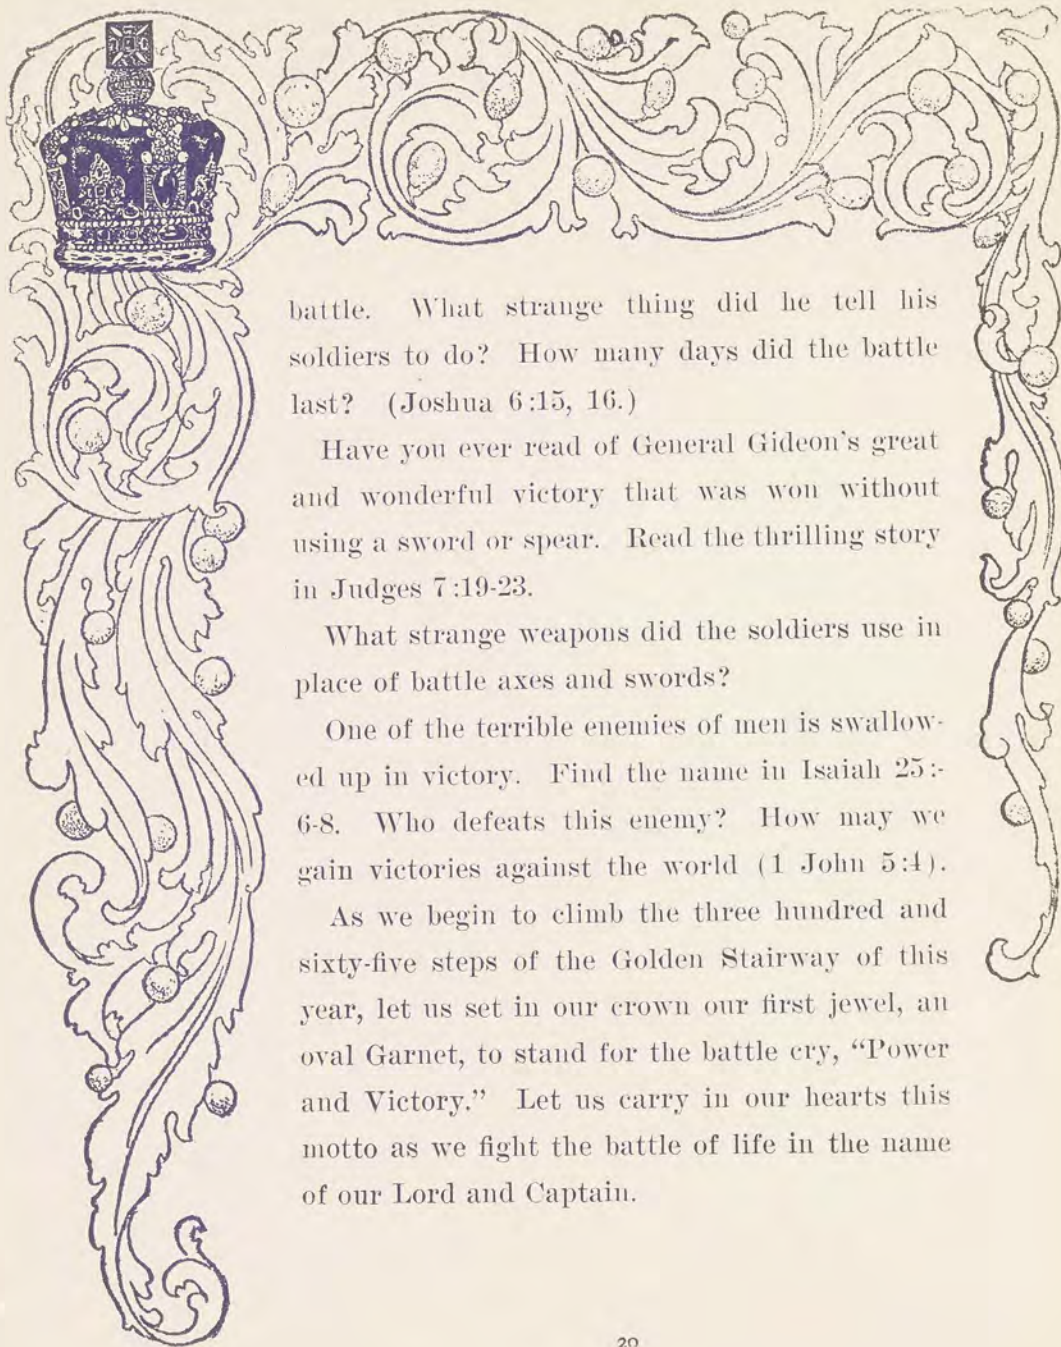 battle. What strange thing did he tell his
soldiers to do? How many days did the battle
last? (Joshua 6:15, 16.)
Have you ever read of General Gideon's great
and wonderful victory that was won without
using a sword or spear. Read the thrilling story
in Judges 7:19-23.
What strange weapons did the soldiers use in
place of battle axes and swords?
One of the terrible enemies of men is swallow-
ed up in victory. Find the name in Isaiah 25:-
6-8. Who defeats this enemy? How may we
gain victories against the world (1 John 5:4).
As we begin to climb the three hundred and
sixty-five steps of the Golden Stairway of this
year, let us set in our crown our first jewel, an
oval Garnet, to stand for the battle cry, “Power
and Victory.” Let us carry in our hearts this
motto as we fight the battle of life in the name
of our Lord and Captain.
20